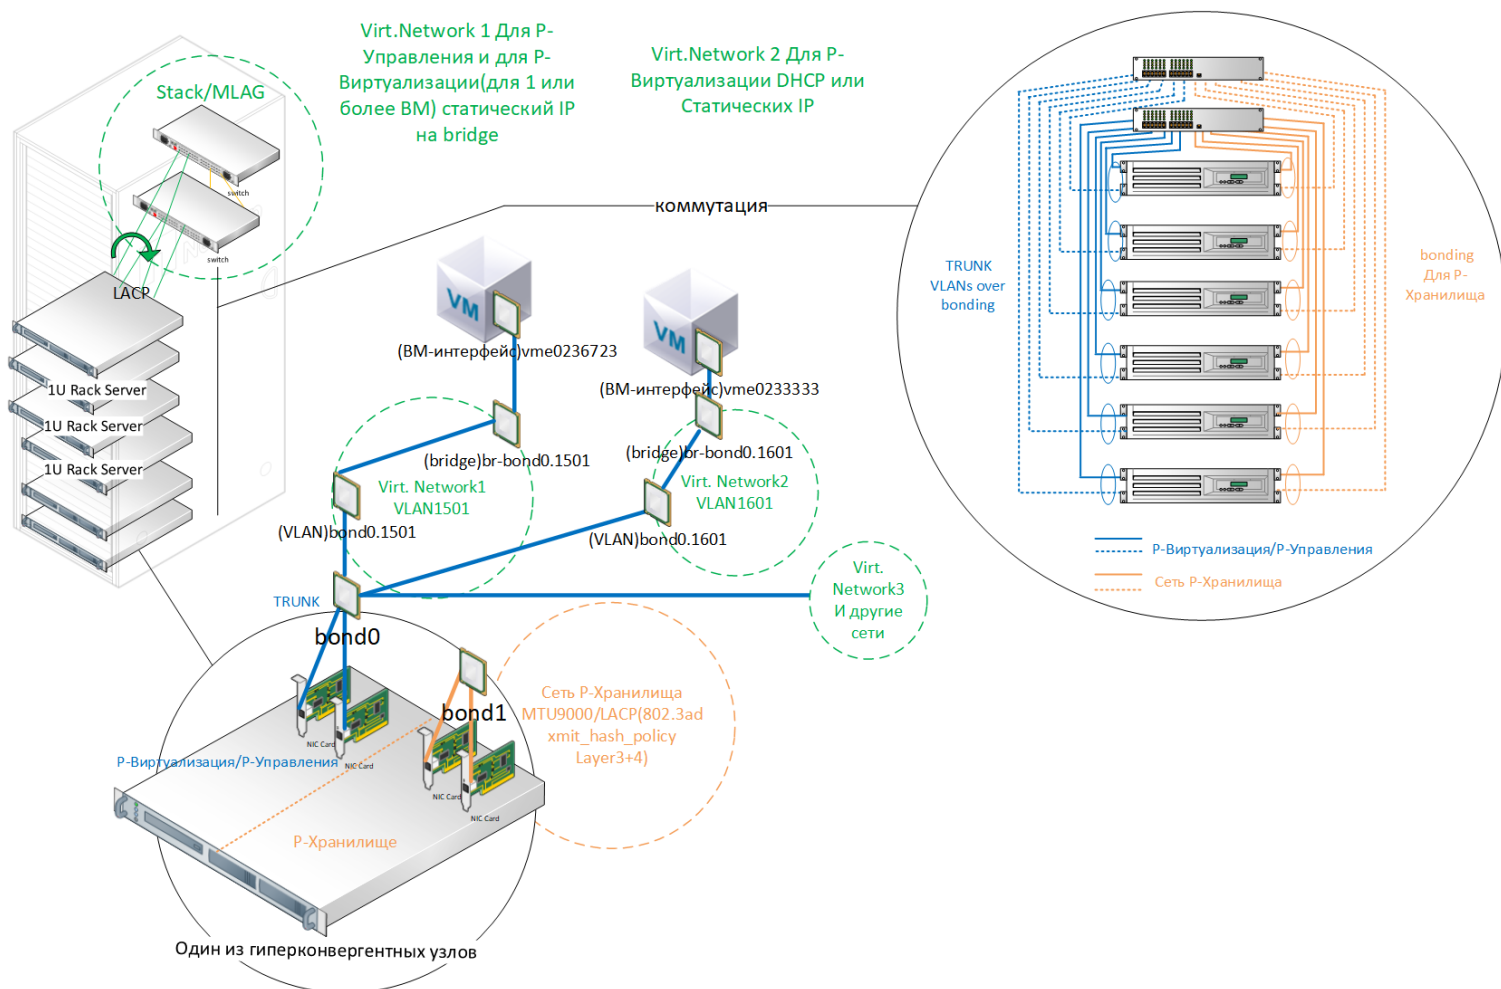 Virt.Network 1 Для Р-
Управления и для Р-
Виртуализации(для 1 или
более ВМ) статический IP
на bridge
Virt.Network 2 Для Р-
Виртуализации DHCP или
Статических IP
Stack/MLAG
switch
switch
LACP
1U Rack Server
1U Rack Server
1U Rack Server
коммутация
VM
(ВМ-интерфейс)vme0236723
VM
(ВМ-интерфейс)vme0233333
(bridge)br-bond0.1501
(bridge)br-bond0.1601
Virt. Network1
VLAN1501
Virt. Network2
VLAN1601
(VLAN)bond0.1501
(VLAN)bond0.1601
TRUNK
Virt.
Network3
И другие
сети
bond0
bond1
Сеть Р-Хранилища
MTU9000/LACP(802.3ad
xmit_hash_policy
Layer3+4)
NIC Card
NIC Card
NIC Card
NIC Card
Р-Виртуализация/Р-Управления
Р-Хранилище
Один из гиперконвергентных узлов
TRUNK
VLANs over
bonding
bonding
Для Р-
Хранилища
Р-Виртуализация/Р-Управления
Сеть Р-Хранилища